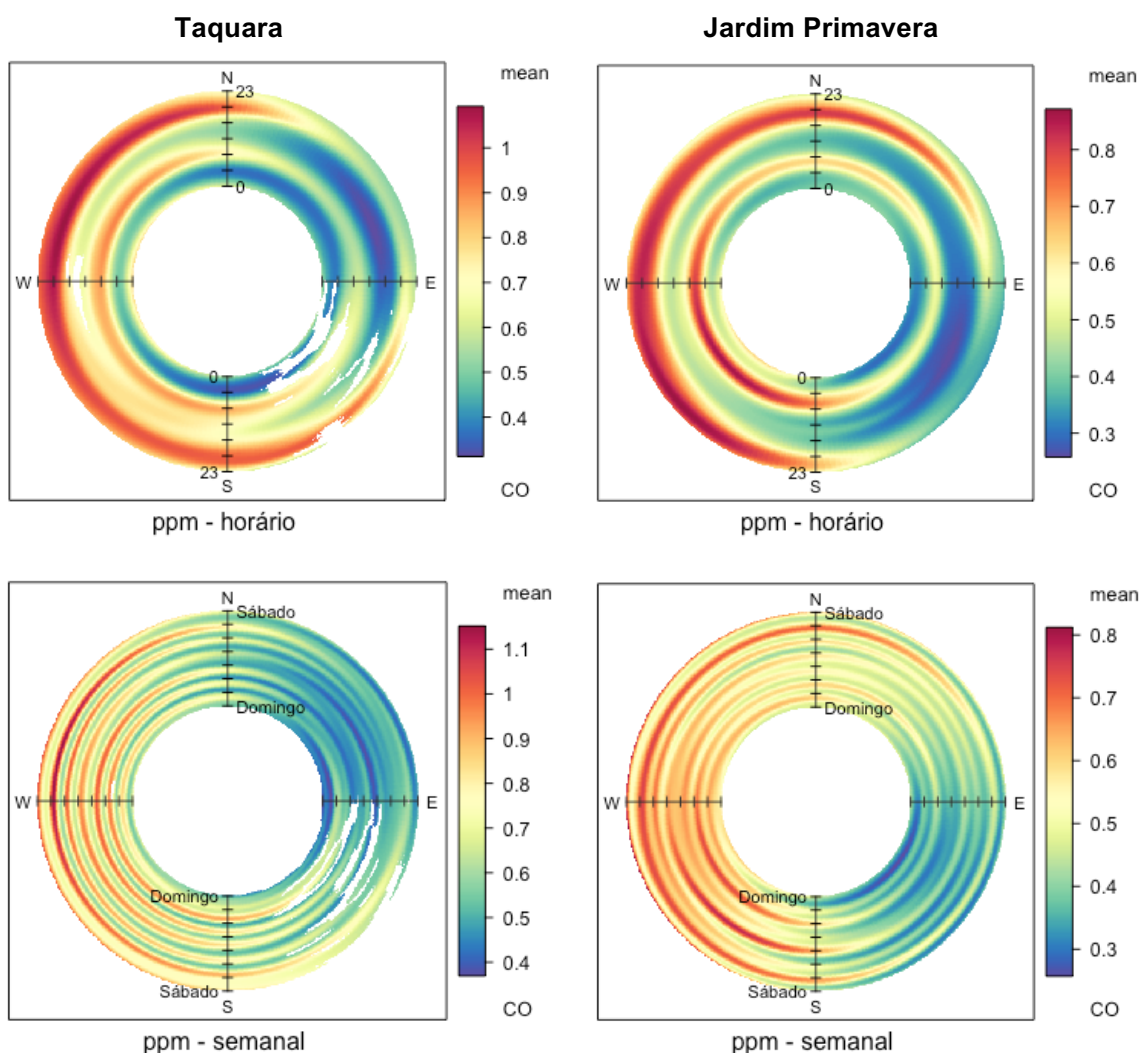 Taquara
mean
N
23
0
W
E
0
23
S
1
0.9
0.8
0.7
0.6
0.5
0.4
CO
ppm - horário
Jardim Primavera
mean
N
23
0
W
E
0
23
S
0.8
0.7
0.6
0.5
0.4
0.3
CO
ppm - horário
mean
N
Sábado
Domingo
W
E
Domingo
Sábado
S
1.1
1
0.9
0.8
0.7
0.6
0.5
0.4
CO
ppm - semanal
mean
N
Sábado
Domingo
W
E
Domingo
Sábado
S
0.8
0.7
0.6
0.5
0.4
0.3
CO
ppm - semanal